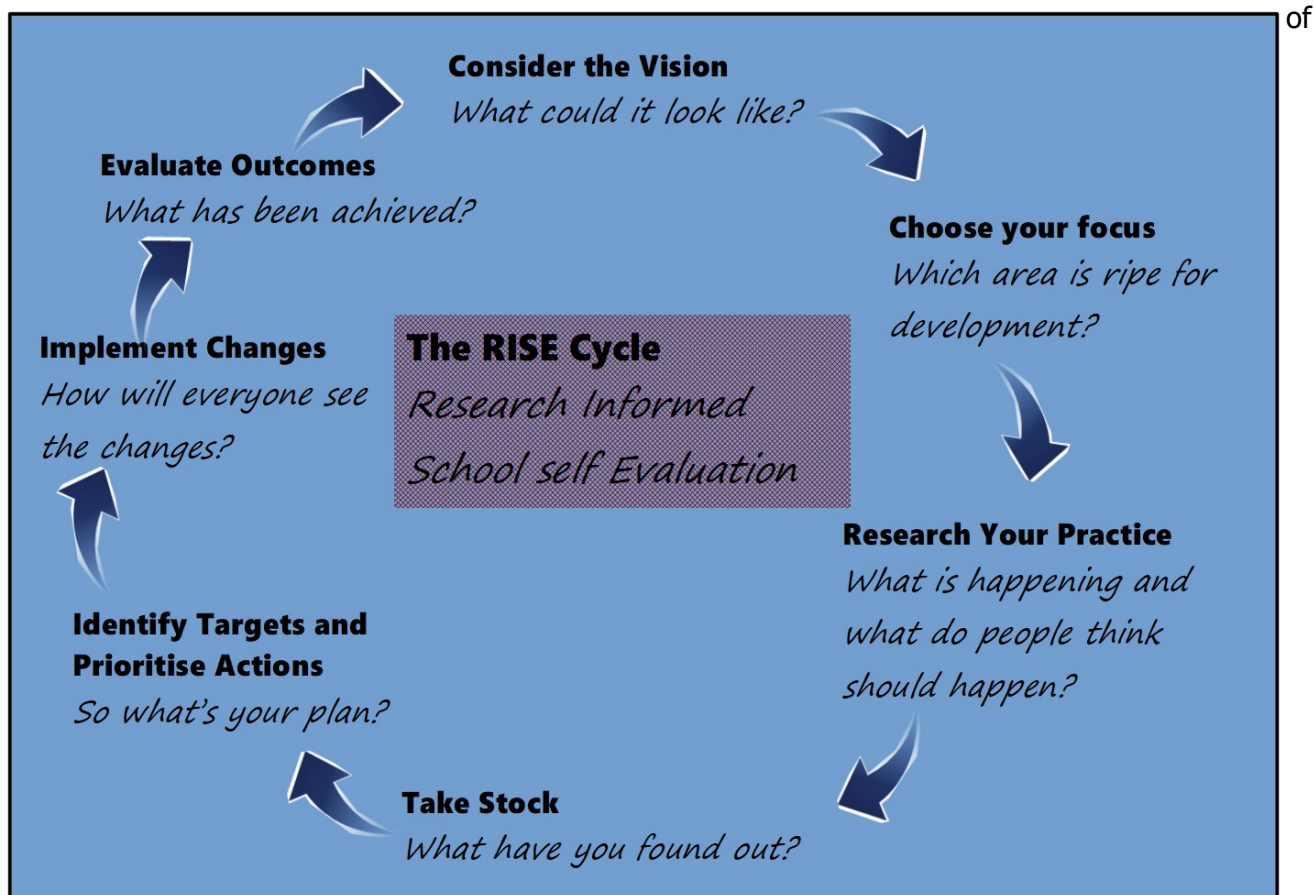 of
Consider the Vision
What could it look like?
Choose your focus
Which area is ripe for
development?
Research Your Practice
What is happening and
what do people think
should happen?
Take Stock
What have you found out?
Identify Targets and
Prioritise Actions
So what's your plan?
Implement Changes
How will everyone see
the changes?
Evaluate Outcomes
What has been achieved?
The RISE Cycle
Research Informed
School self Evaluation